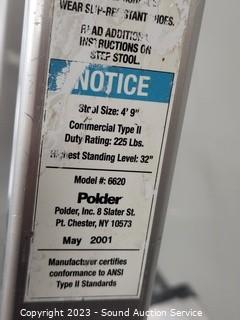 WEAR SLIP-RESISTANT SHOES.
READ ADDITIONAL
INSTRUCTIONS ON
STEP STOOL.
NOTICE
Stool Size: 4' 9"
Commercial Type II
Duty Rating: 225 Lbs.
Highest Standing Level: 32"
Model #: 6620
Polder
Polder, Inc. 8 Slater St.
Pt. Chester, NY 10573
May 2001
Manufacturer certifies
conformance to ANSI
Type II Standards
Copyright 2023 - Sound Auction Service